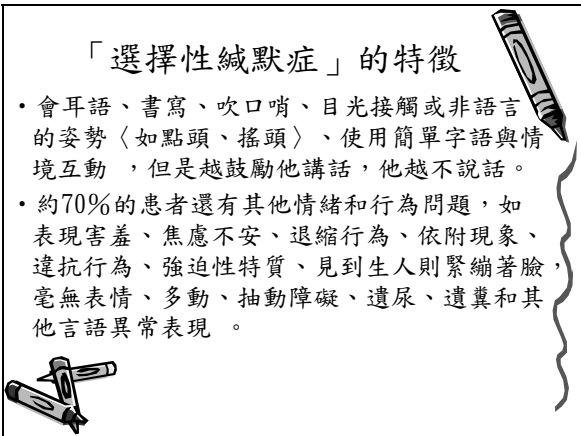 「選擇性緘默症」的特徵
•會耳語、書寫、吹口哨、目光接觸或非語言
的姿勢〈如點頭、搖頭〉、使用簡單字語與情
境互動 ，但是越鼓勵他講話，他越不說話。
•約70%的患者還有其他情緒和行為問題，如
表現害羞、焦慮不安、退縮行為、依附現象、
違抗行為、強迫性特質、見到生人則緊繃著臉，
毫無表情、多動、抽動障礙、遺尿、遺糞和其
他言語異常表現 。